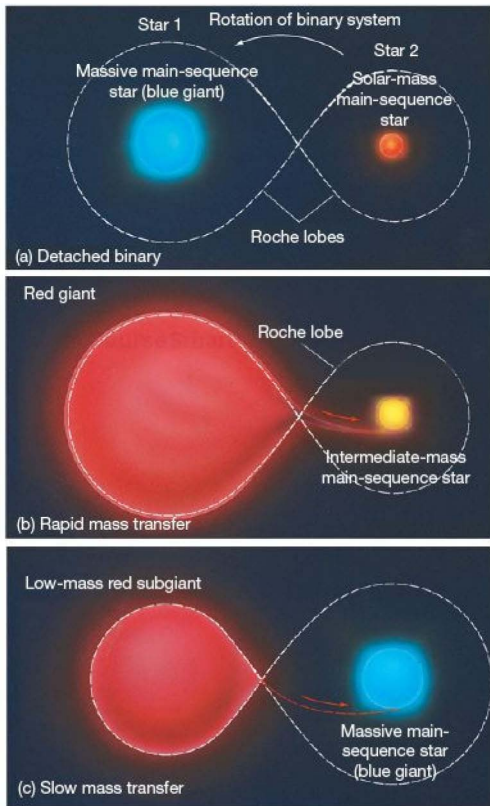 Star 1
Rotation of binary system
Star 2
Massive main-sequence
star (blue giant)
Solar-mass
main-sequence
star
Roche lobes
(a) Detached binary
Red giant
Roche lobe
Intermediate-mass
main-sequence star
(b) Rapid mass transfer
Low-mass red subgiant
Massive main-
sequence star
(blue giant)
(c) Slow mass transfer